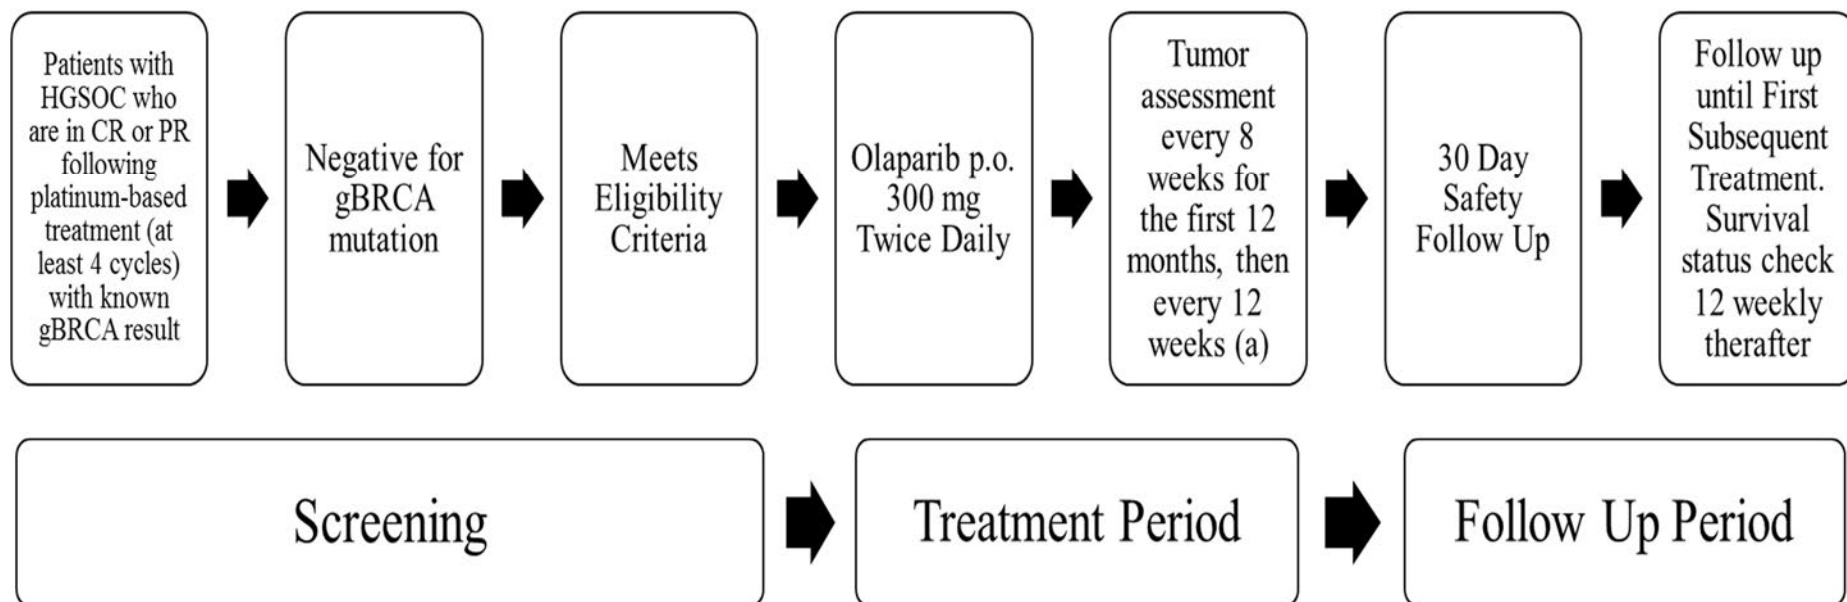 Patients with
HGSOC who
are in CR or PR
following
platinum-based
treatment (at
least 4 cycles)
with known
gBRCA result
Negative for
gBRCA
mutation
Meets
Eligibility
Criteria
Olaparib p.o.
300 mg
Twice Daily
Tumor
assessment
every 8
weeks for
the first 12
months, then
every 12
weeks (a)
30 Day
Safety
Follow Up
Follow up
until First
Subsequent
Treatment.
Survival
status check
12 weekly
therafter
Screening
Treatment Period
Follow Up Period